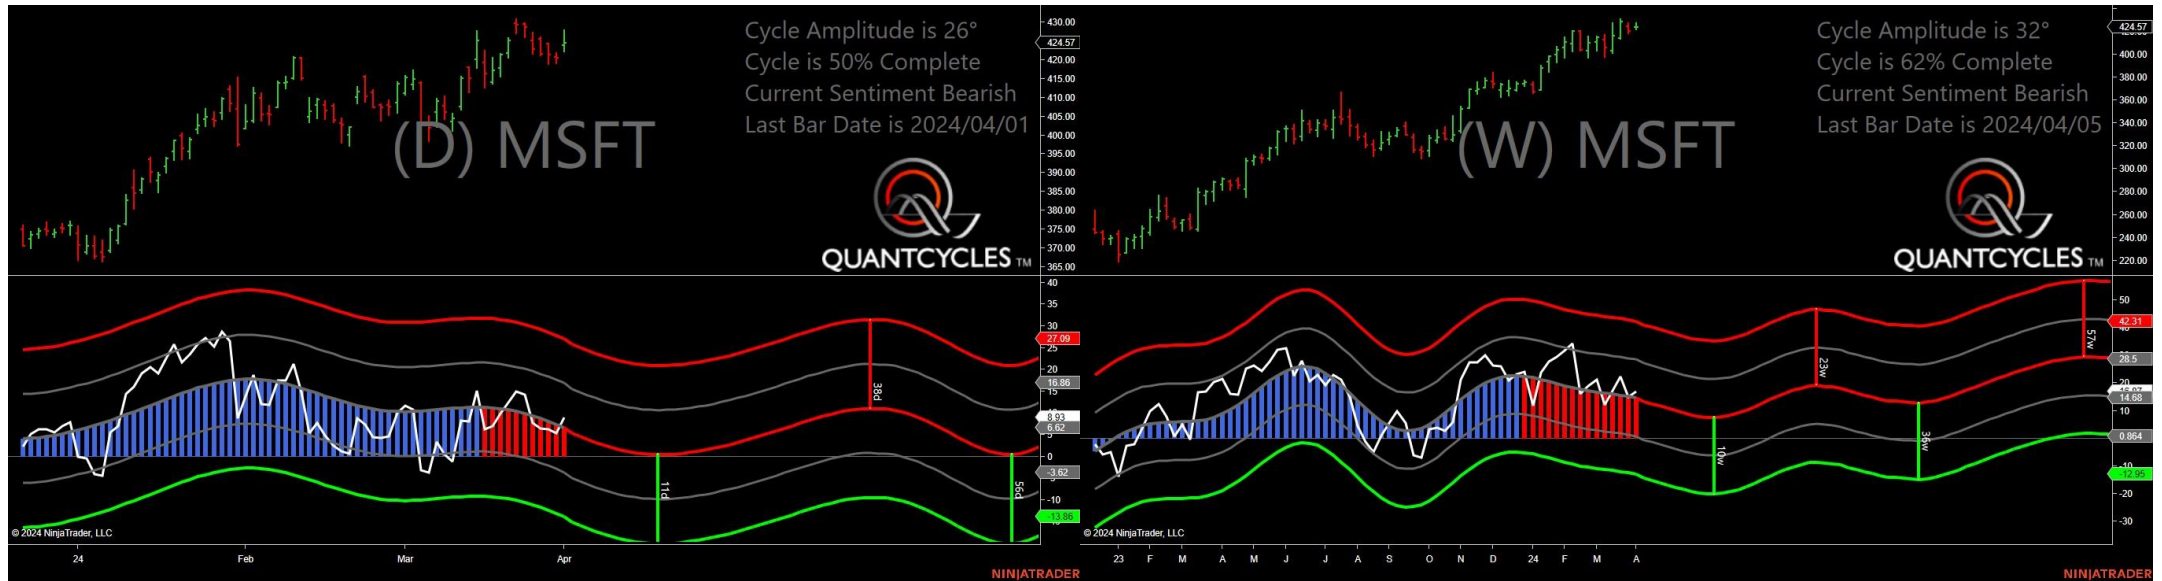 Cycle Amplitude is 26°
Cycle is 50% Complete
Current Sentiment Bearish
Last Bar Date is 2024/04/01
(D) MSFT
QUANTCYCLES TM
430.00
424.57
420.00
415.00
410.00
405.00
400.00
395.00
390.00
385.00
380.00
375.00
370.00
365.00
40
35
30
27.09
25
20
16.86
15
8.93
6.62
0
-3.62
-10
-13.86
11d
38d
56d
© 2024 NinjaTrader, LLC
24
Feb
Mar
Apr
NINJATRADER
Cycle Amplitude is 32°
Cycle is 62% Complete
Current Sentiment Bearish
Last Bar Date is 2024/04/05
(W) MSFT
QUANTCYCLES TM
424.57
400.00
380.00
360.00
340.00
320.00
300.00
280.00
260.00
240.00
220.00
50
42.31
28.5
14.68
10
0.864
-12.95
-20
-30
10w
23w
36w
57w
© 2024 NinjaTrader, LLC
23
F
M
A
M
J
J
A
S
O
N
D
24
F
M
A
NINJATRADER